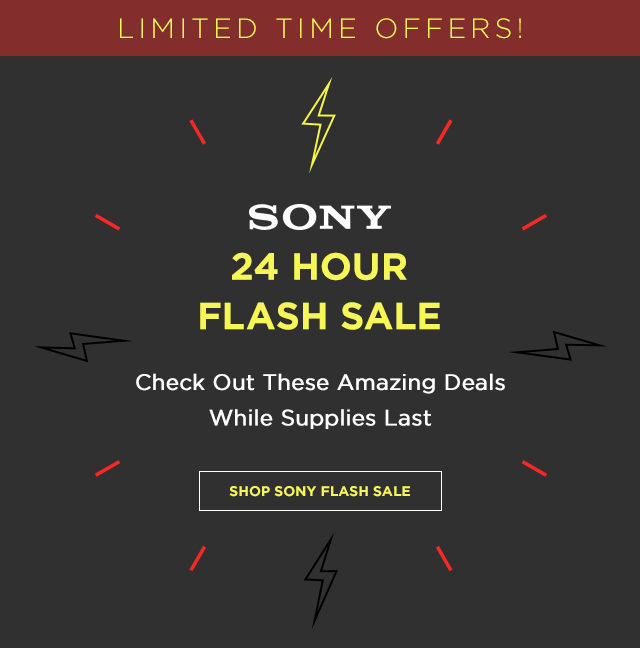 LIMITED TIME OFFERS!
SONY
24 HOUR
FLASH SALE
Check Out These Amazing Deals
While Supplies Last
SHOP SONY FLASH SALE